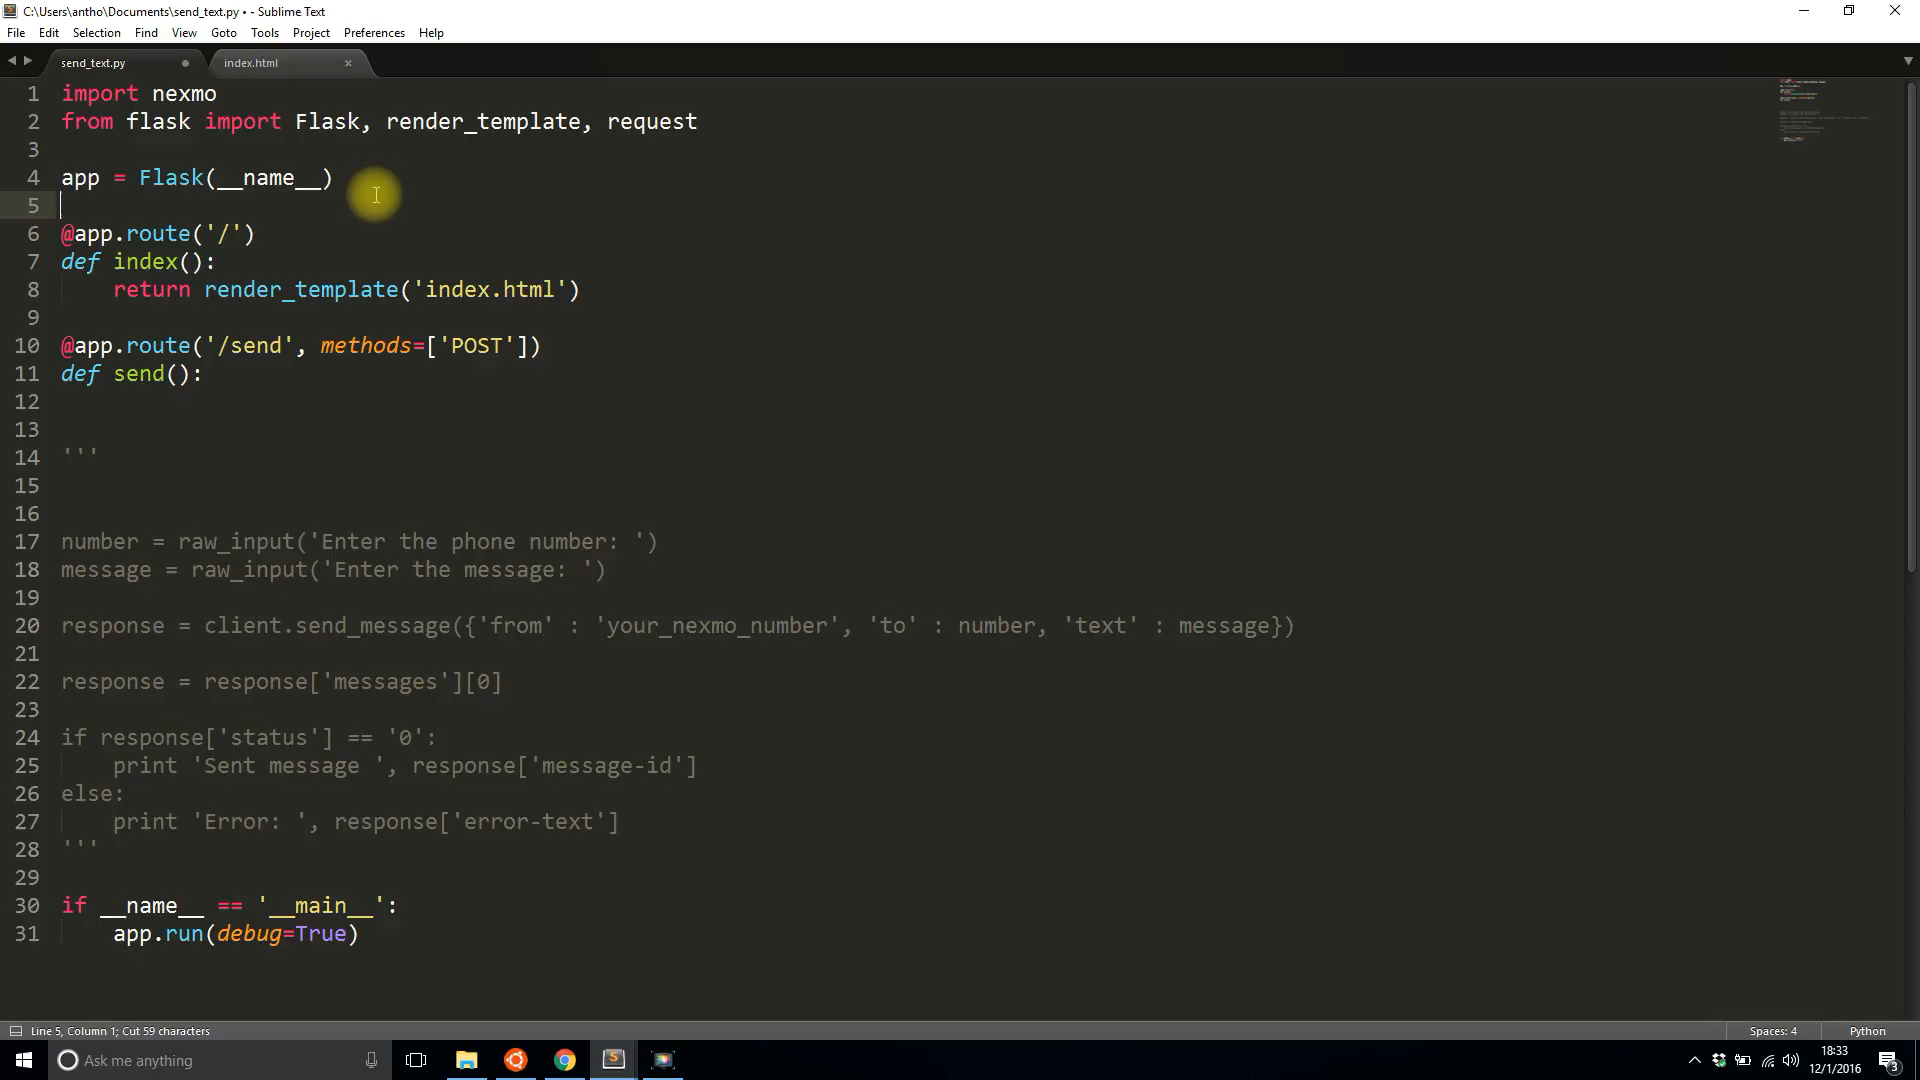 C:\Users\antho\Documents\send_text.py • - Sublime Text
File Edit Selection Find View Goto Tools Project Preferences Help
send_text.py index.html
1 import nexmo
2 from flask import Flask, render_template, request
3
4 app = Flask(__name__)
5
6 @app.route('/')
7 def index():
8     return render_template('index.html')
9
10 @app.route('/send', methods=['POST'])
11 def send():
12
13
14 '''
15
16
17 number = raw_input('Enter the phone number: ')
18 message = raw_input('Enter the message: ')
19
20 response = client.send_message({'from' : 'your_nexmo_number', 'to' : number, 'text' : message})
21
22 response = response['messages'][0]
23
24 if response['status'] == '0':
25     print 'Sent message ', response['message-id']
26 else:
27     print 'Error: ', response['error-text']
28 '''
29
30 if __name__ == '__main__':
31     app.run(debug=True)
Line 5, Column 1; Cut 59 characters Spaces: 4 Python
Ask me anything
18:33
12/1/2016
3